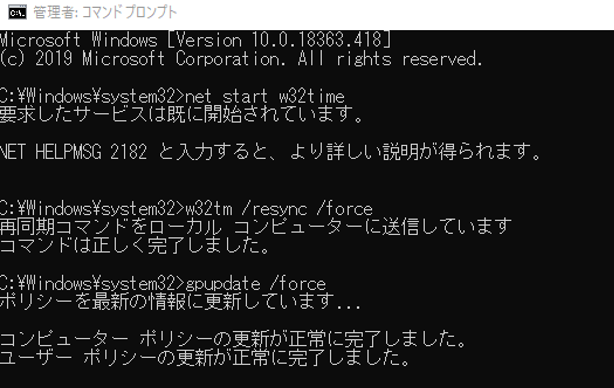 管理者: コマンド プロンプト
Microsoft Windows [Version 10.0.18363.418]
(c) 2019 Microsoft Corporation. All rights reserved.
C:¥Windows¥system32>net start w32time
要求したサービスは既に開始されています。
NET HELPMSG 2182 と入力すると、より詳しい説明が得られます。
C:¥Windows¥system32>w32tm /resync /force
再同期コマンドをローカル コンピューターに送信しています
コマンドは正しく完了しました。
C:¥Windows¥system32>gpupdate /force
ポリシーを最新の情報に更新しています...
コンピューター ポリシーの更新が正常に完了しました。
ユーザー ポリシーの更新が正常に完了しました。